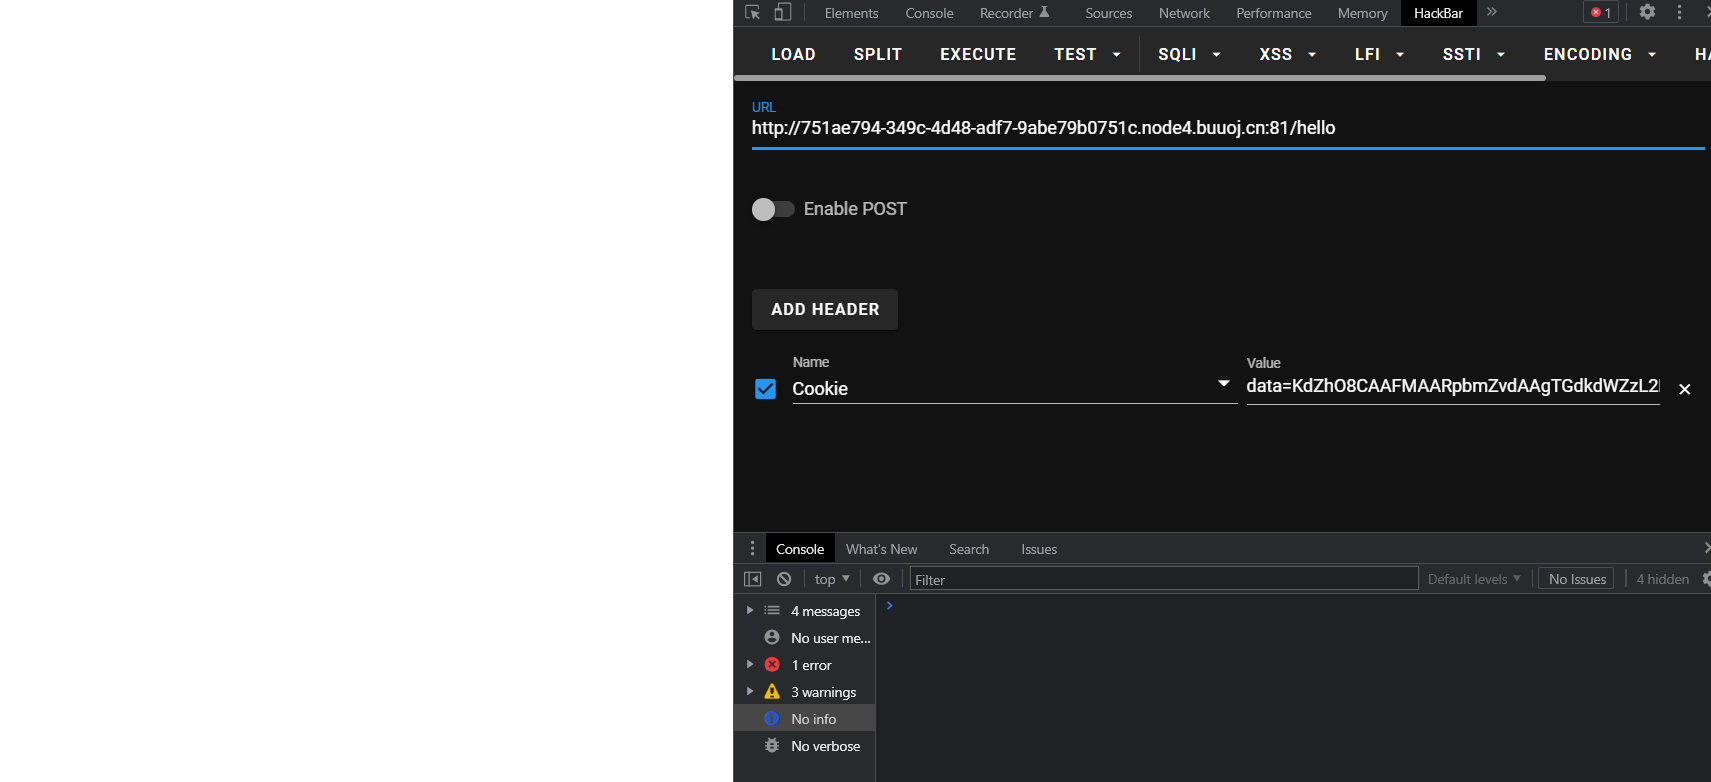 Elements Console Recorder Sources Network Performance Memory HackBar » 1
LOAD SPLIT EXECUTE TEST SQLI XSS LFI SSTI ENCODING HA
URL
http://751ae794-349c-4d48-adf7-9abe79b0751c.node4.buuoj.cn:81/hello
Enable POST
ADD HEADER
Name Value
Cookie data=KdZhO8CAAFMAARpbmZvdAAgTGdkdWZzL2
Console What's New Search Issues
top Filter Default levels No Issues 4 hidden
4 messages
No user me...
1 error
3 warnings
No info
No verbose